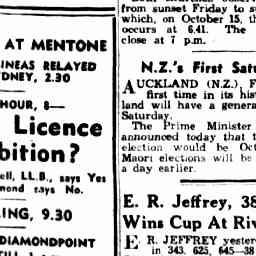 AT MENTONE
INEAS RELAYED
DNEY, 2.30
HOUR, 8—
Licence
bition?
ell, LL.B., says Yes
mond says No.
ING, 9.30
DIAMONDPOINT
from sunset Friday to s
which, on October 15, th
occurs at 6.41. The
close at 7 p.m.
N.Z.'s First Satu
AUCKLAND (N.Z.), F
first time in its his
land will have a genera
Saturday.
The Prime Minister
announced today that t
election would be Oct
Maori elections will be
a day earlier.
E. R. Jeffrey, 38
Wins Cup At Riv
E. R. JEFFREY yester
in 343, 625, 645—38